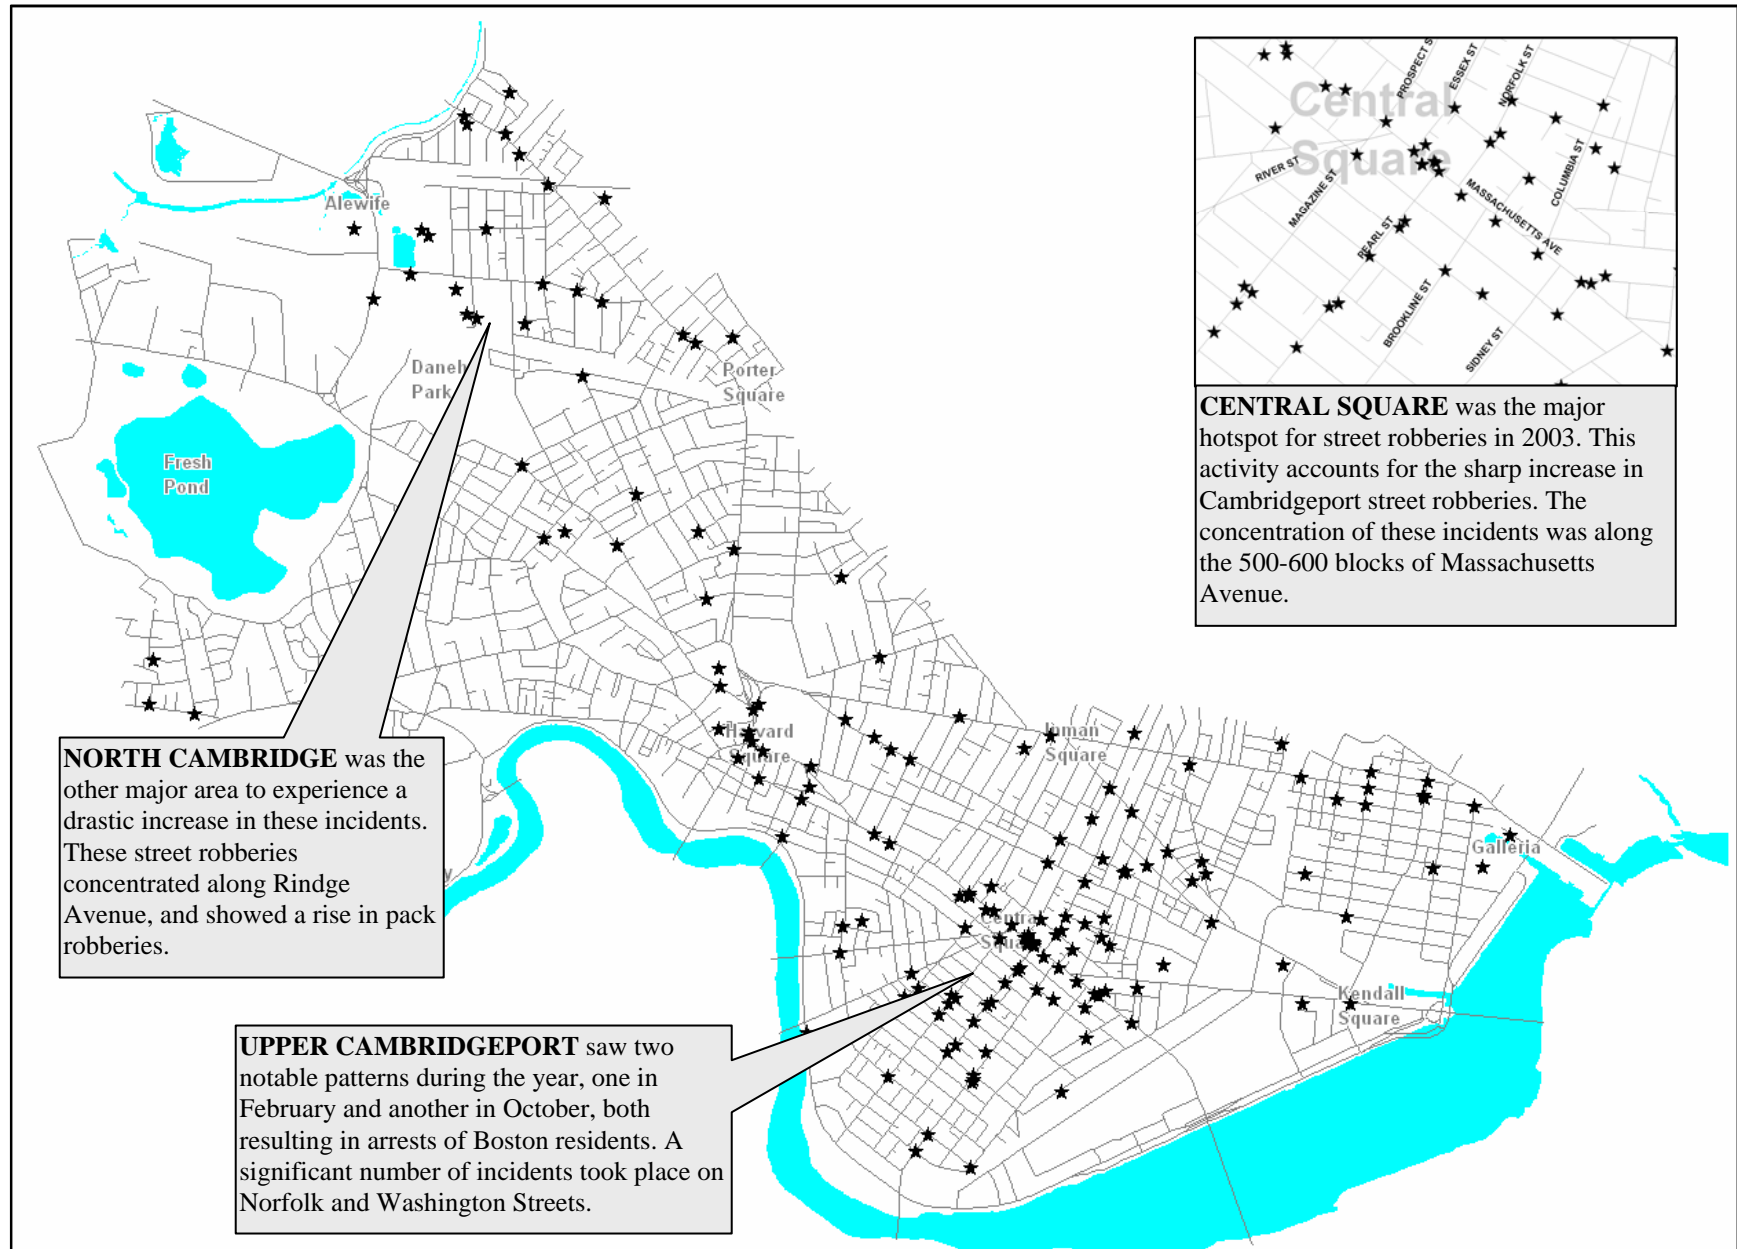 Alewife
Daneh
Park
Porter
Square
Fresh
Pond
Harvard
Square
Inman
Square
Galleria
Central
Square
Kendall
Square
PROSPECT S
ESSEX ST
NORFOLK ST
Central
Square
RIVER ST
MAGAZINE ST
COLUMBIA ST
MASSACHUSETTS AVE
PEARL ST
BROOKLINE ST
SIDNEY ST
CENTRAL SQUARE was the major
hotspot for street robberies in 2003. This
activity accounts for the sharp increase in
Cambridgeport street robberies. The
concentration of these incidents was along
the 500-600 blocks of Massachusetts
Avenue.
NORTH CAMBRIDGE was the
other major area to experience a
drastic increase in these incidents.
These street robberies
concentrated along Rindge
Avenue, and showed a rise in pack
robberies.
y
UPPER CAMBRIDGEPORT saw two
notable patterns during the year, one in
February and another in October, both
resulting in arrests of Boston residents. A
significant number of incidents took place on
Norfolk and Washington Streets.